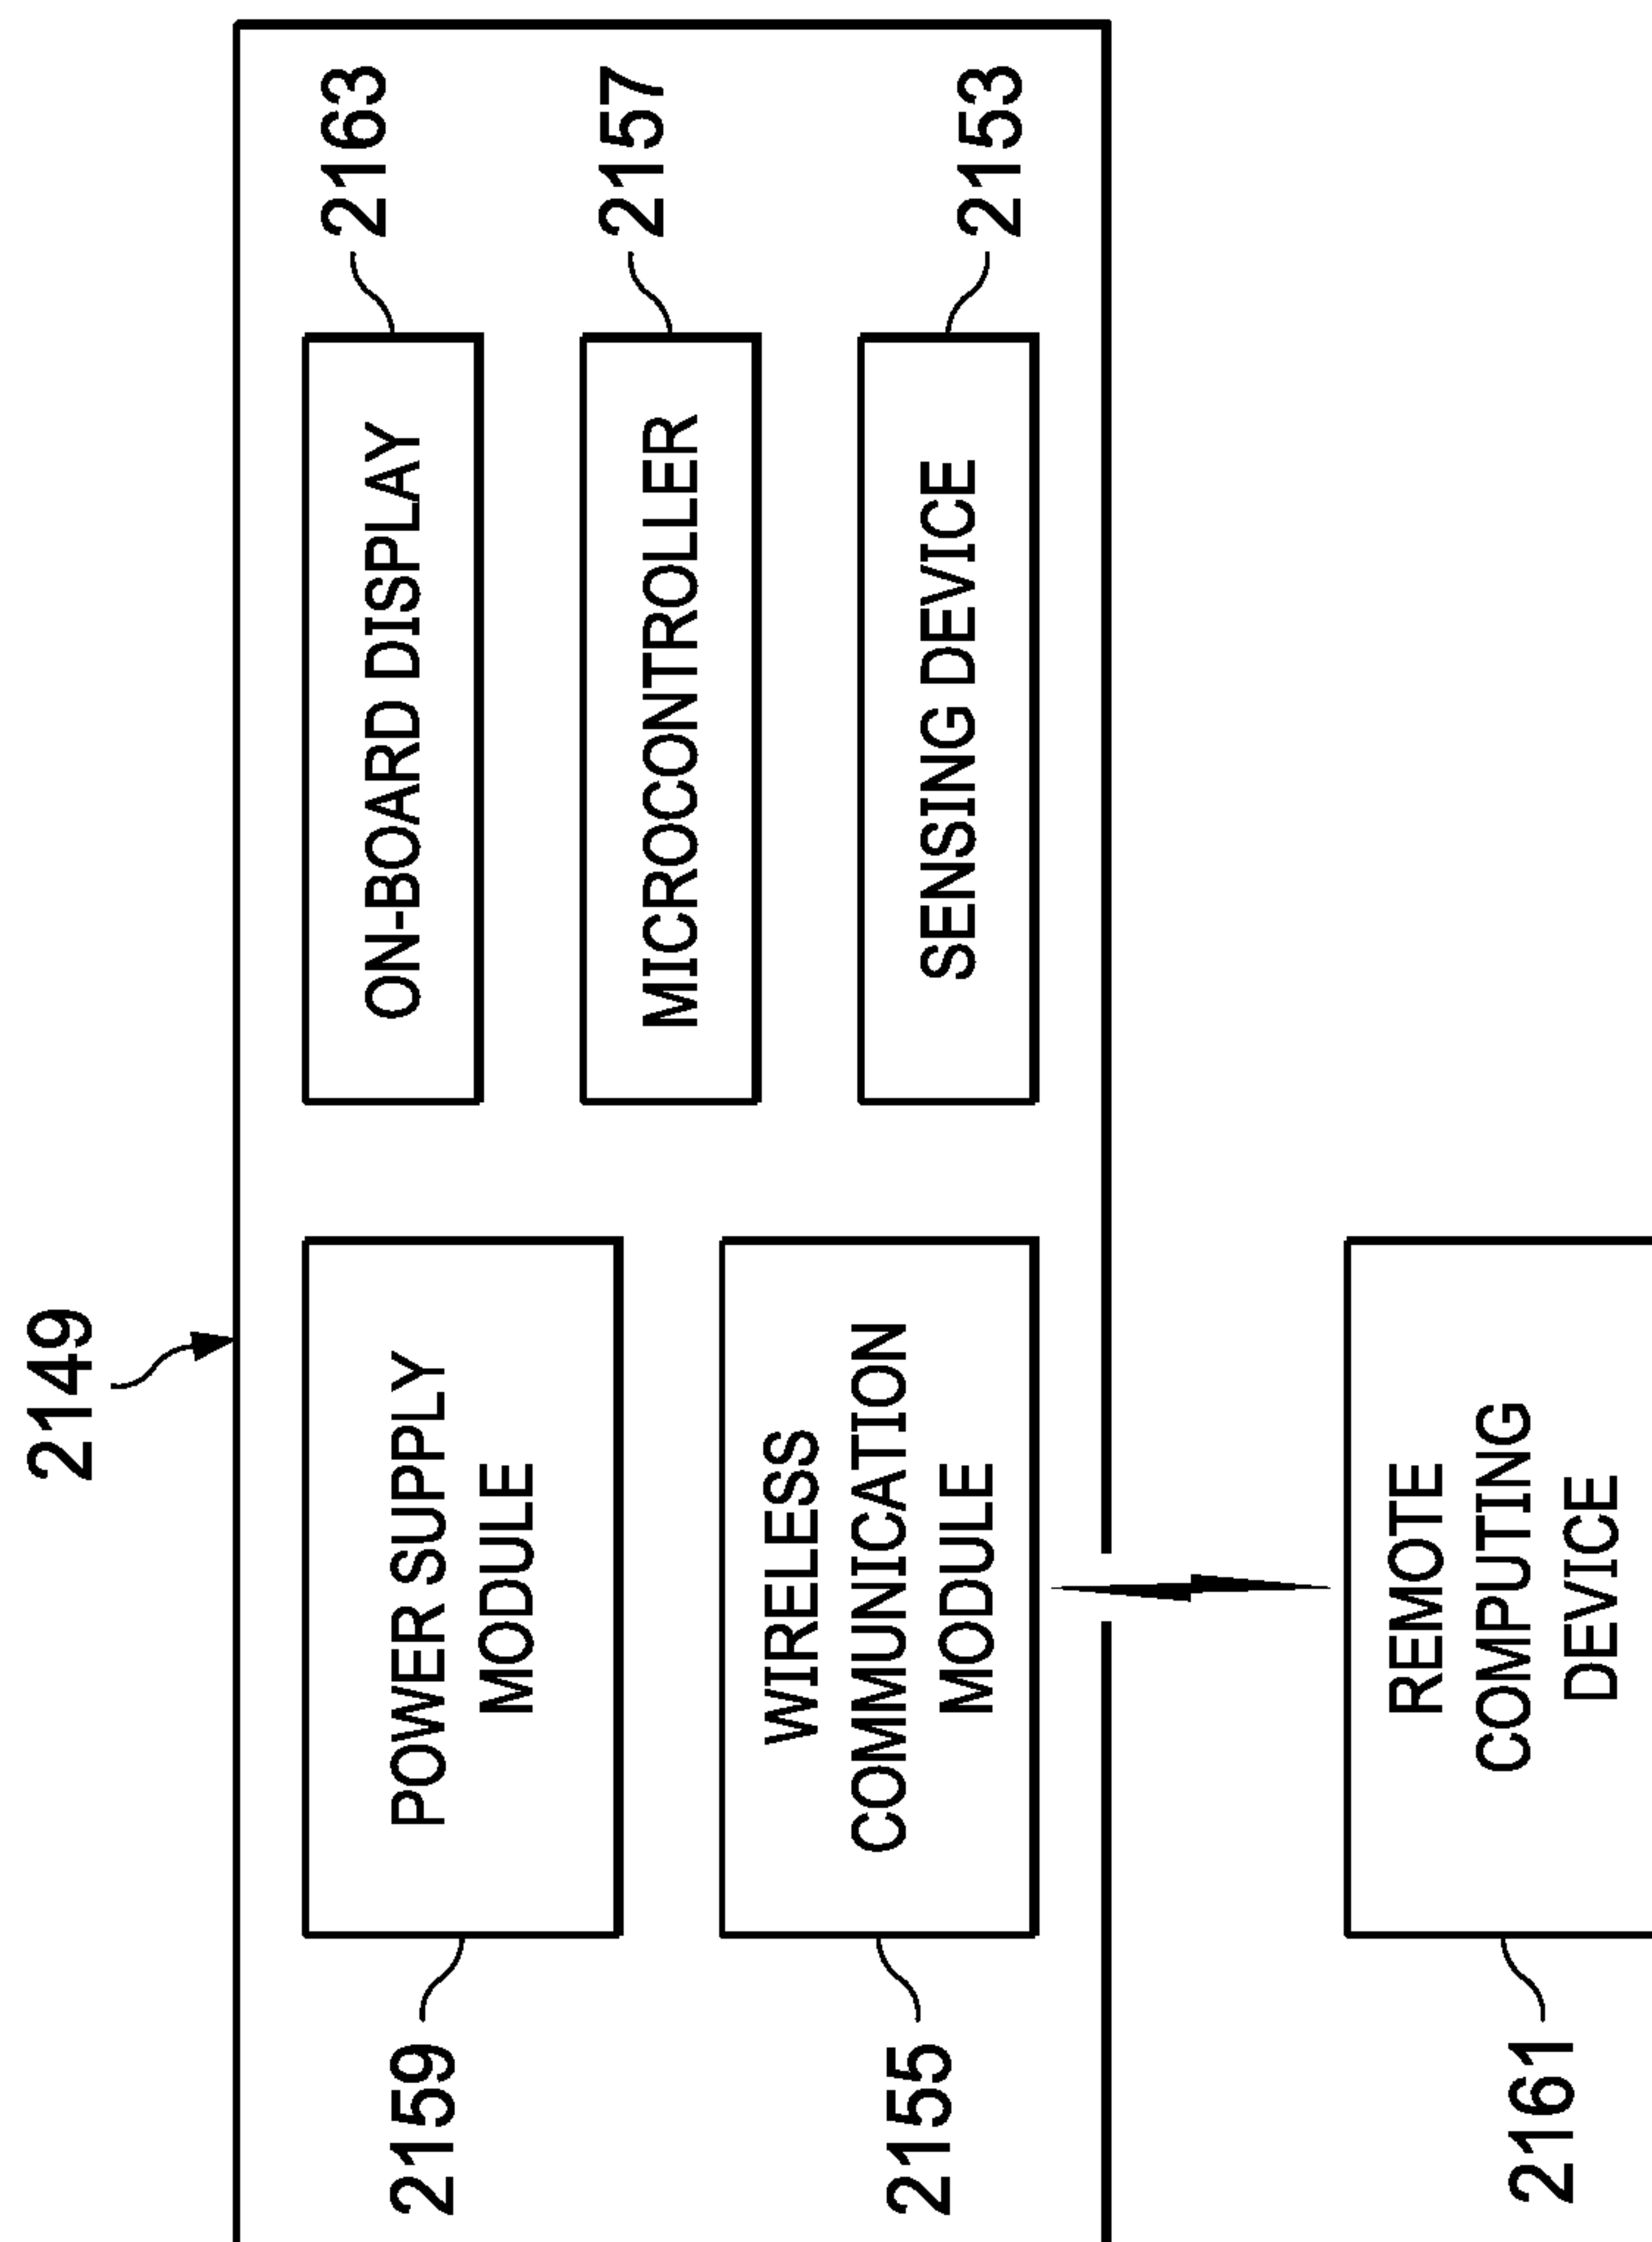 2149
2159
POWER SUPPLY
MODULE
ON-BOARD DISPLAY
2163
MICROCONTROLLER
2157
2155
WIRELESS
COMMUNICATION
MODULE
SENSING DEVICE
2153
2161
REMOTE
COMPUTING
DEVICE